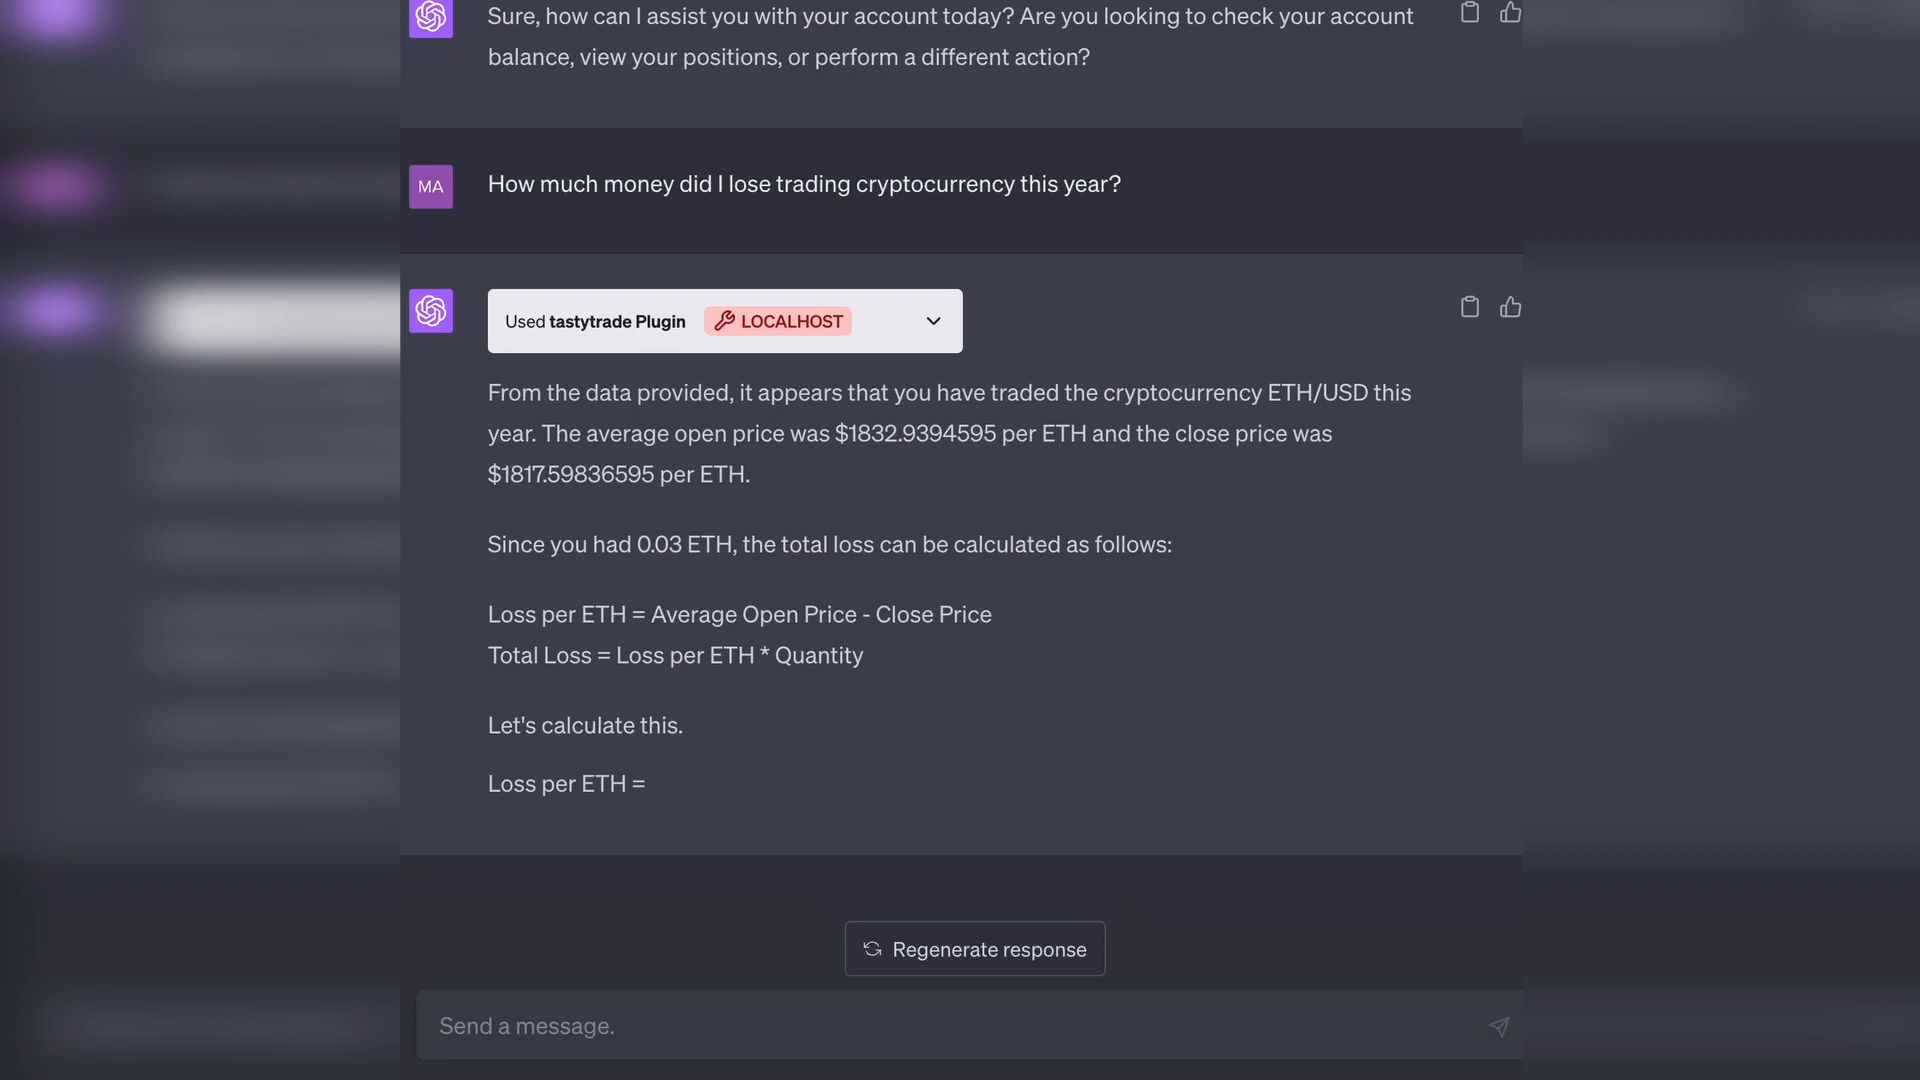 Sure, how can I assist you with your account today? Are you looking to check your account
balance, view your positions, or perform a different action?
MA
How much money did I lose trading cryptocurrency this year?
Used tastytrade Plugin LOCALHOST
From the data provided, it appears that you have traded the cryptocurrency ETH/USD this
year. The average open price was $1832.9394595 per ETH and the close price was
$1817.59836595 per ETH.
Since you had 0.03 ETH, the total loss can be calculated as follows:
Loss per ETH = Average Open Price - Close Price
Total Loss = Loss per ETH * Quantity
Let's calculate this.
Loss per ETH =
Regenerate response
Send a message.